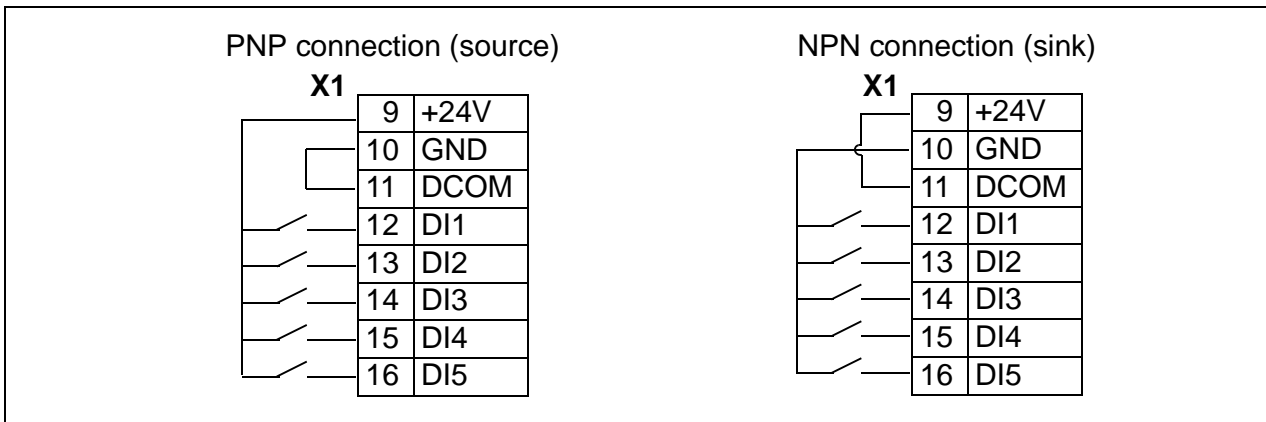 PNP connection (source)
X1
9 +24V
10 GND
11 DCOM
12 DI1
13 DI2
14 DI3
15 DI4
16 DI5
NPN connection (sink)
X1
9 +24V
10 GND
11 DCOM
12 DI1
13 DI2
14 DI3
15 DI4
16 DI5